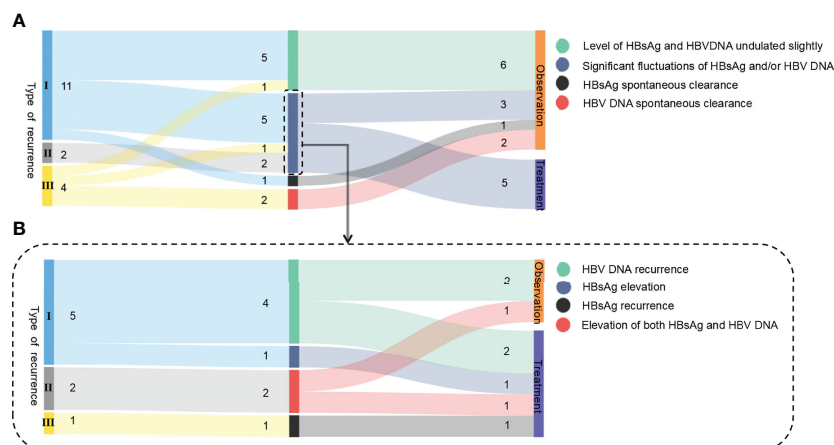 A
Type of recurrence
I
11
II
2
III
4
5
1
5
1
2
1
2
6
3
1
2
5
Observation
Treatment
Level of HBsAg and HBVDNA undulated slightly
Significant fluctuations of HBsAg and/or HBV DNA
HBsAg spontaneous clearance
HBV DNA spontaneous clearance
B
Type of recurrence
I
5
II
2
III
1
4
1
2
1
2
1
2
1
1
1
Observation
Treatment
HBV DNA recurrence
HBsAg elevation
HBsAg recurrence
Elevation of both HBsAg and HBV DNA